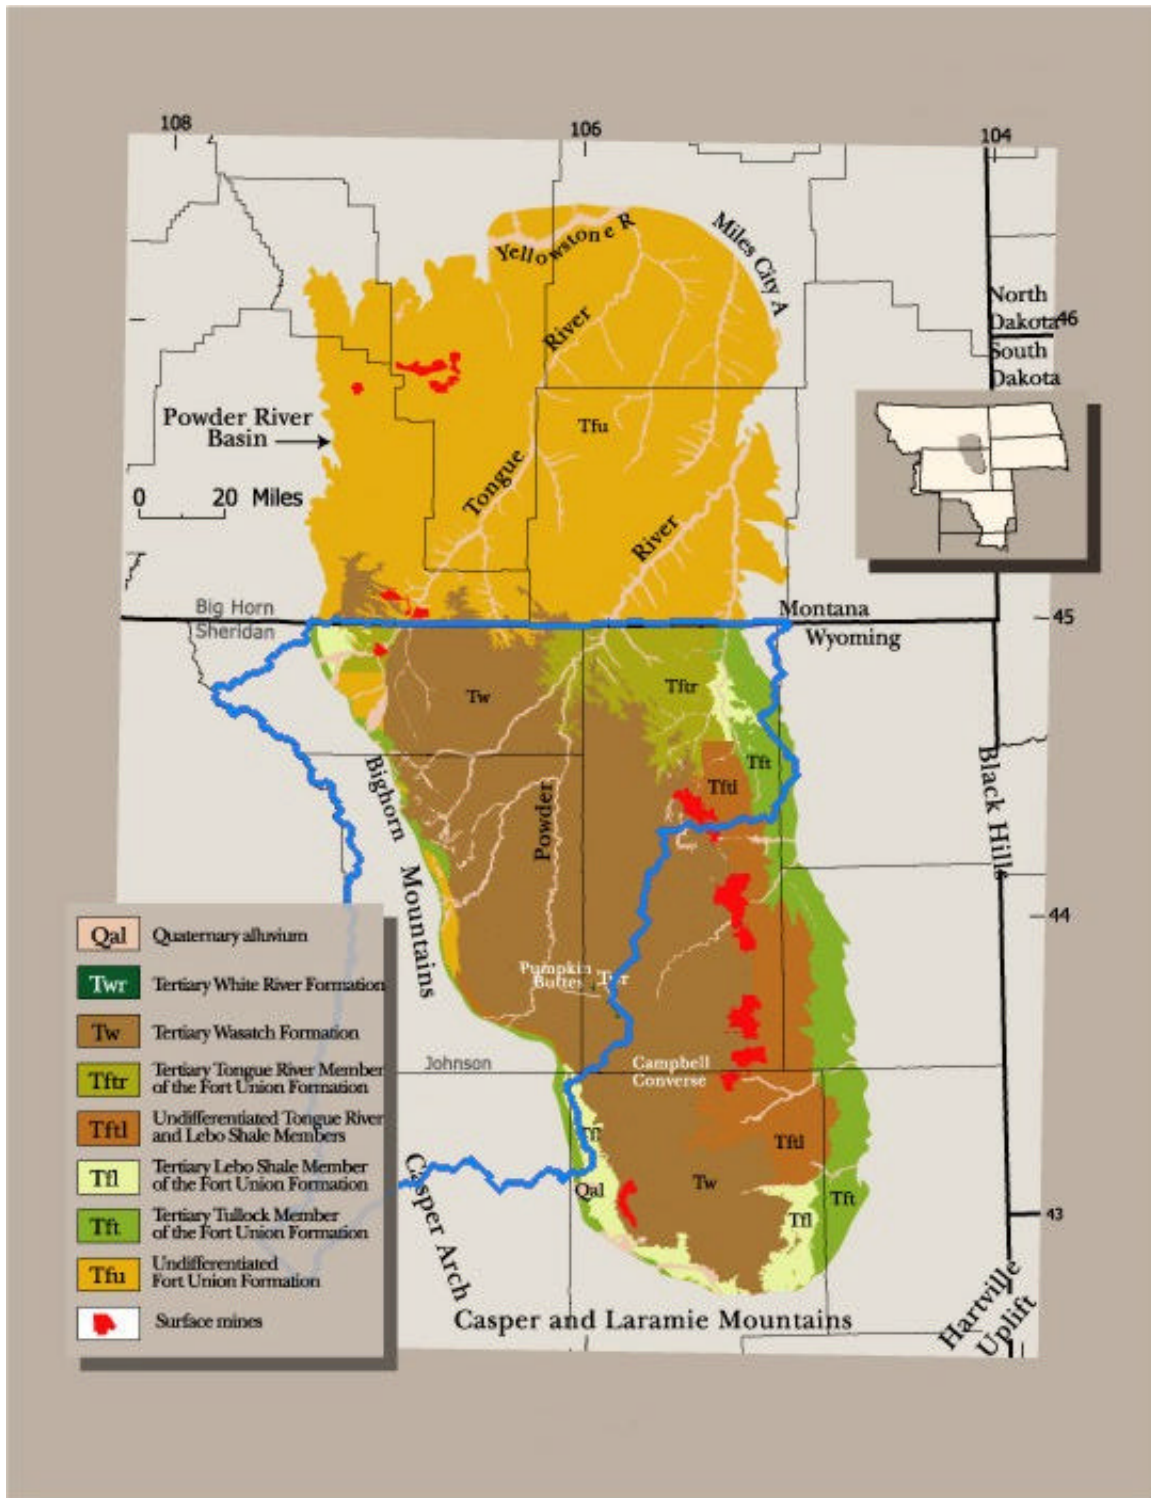 108
106
104
Yellowstone R
Miles City A
North
Dakota
46
South
Dakota
River
Powder River
Basin
Tfu
Tongue
0 20 Miles
River
Big Horn
Sheridan
Montana
Wyoming
45
Tw
Tftr
Tft
Tftl
Bighorn
Mountains
Powder
Black Hills
44
Pumpkin
Buttes
Twr
Johnson
Campbell
Converse
Tfl
Tftl
Casper Arch
Qal
Tw
Tfl
Tft
43
Casper and Laramie Mountains
Hartville
Uplift
Qal Quaternary alluvium
Twr Tertiary White River Formation
Tw Tertiary Wasatch Formation
Tftr Tertiary Tongue River Member
of the Fort Union Formation
Tftl Undifferentiated Tongue River
and Lebo Shale Members
Tfl Tertiary Lebo Shale Member
of the Fort Union Formation
Tft Tertiary Tullock Member
of the Fort Union Formation
Tfu Undifferentiated
Fort Union Formation
Surface mines